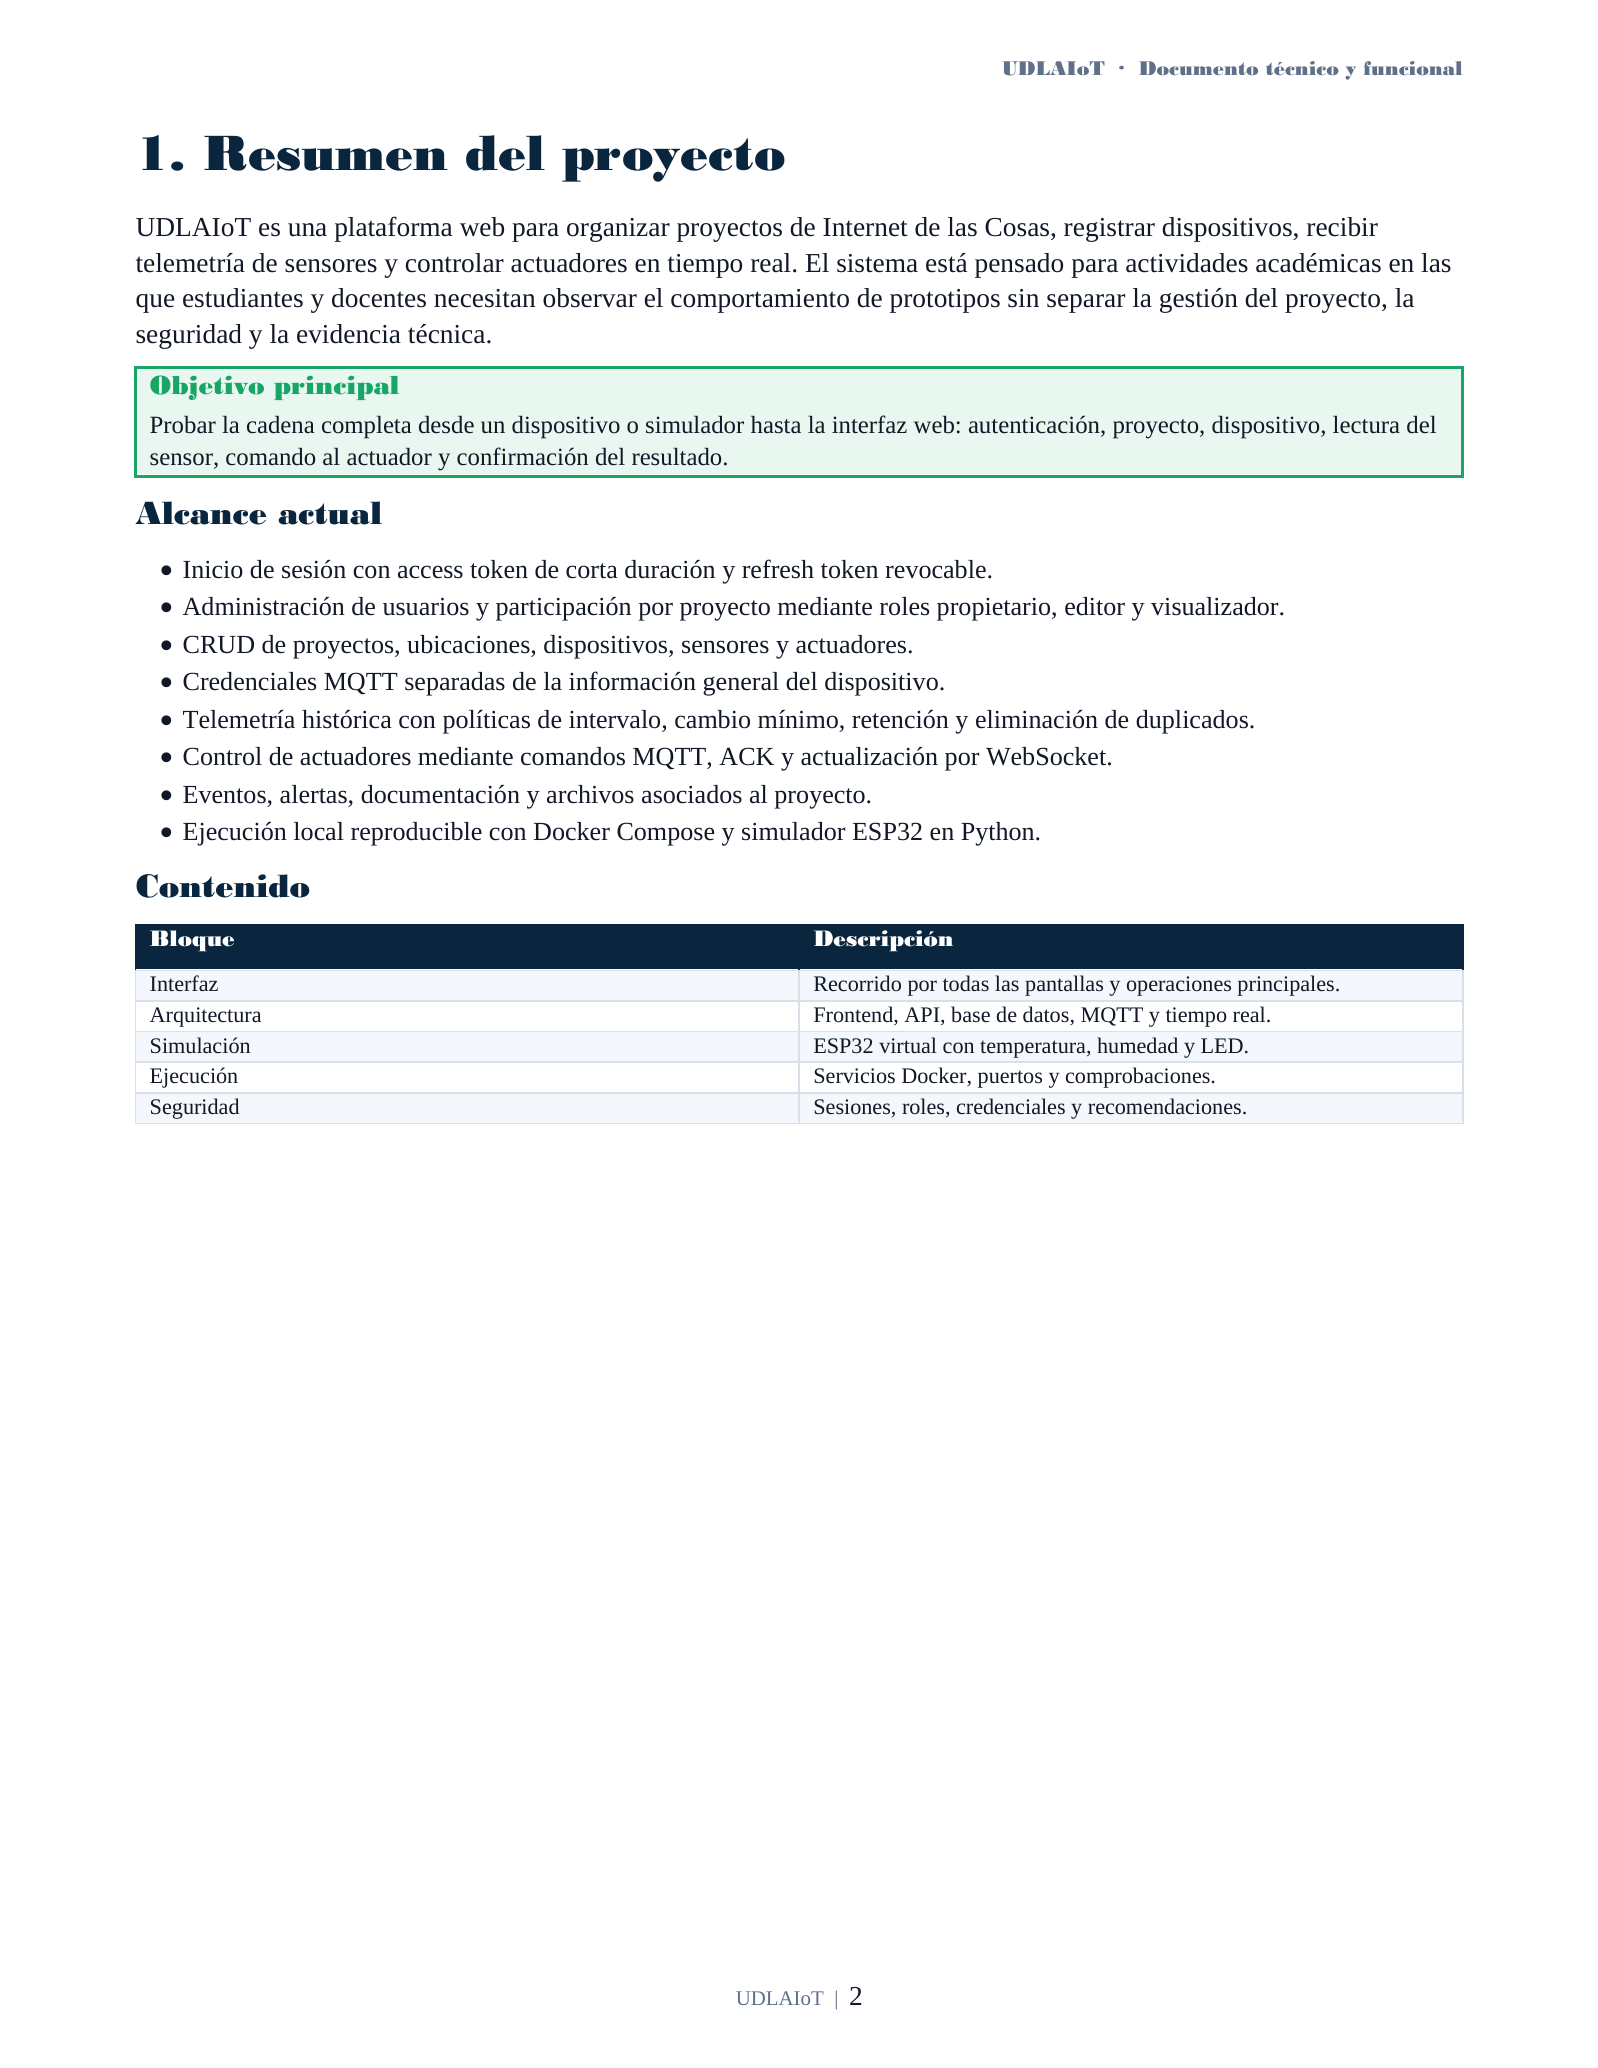 UDLAIoT · Documento técnico y funcional
1. Resumen del proyecto
UDLAIoT es una plataforma web para organizar proyectos de Internet de las Cosas, registrar dispositivos, recibir
telemetría de sensores y controlar actuadores en tiempo real. El sistema está pensado para actividades académicas en las
que estudiantes y docentes necesitan observar el comportamiento de prototipos sin separar la gestión del proyecto, la
seguridad y la evidencia técnica.
Objetivo principal
Probar la cadena completa desde un dispositivo o simulador hasta la interfaz web: autenticación, proyecto, dispositivo, lectura del
sensor, comando al actuador y confirmación del resultado.
Alcance actual
● Inicio de sesión con access token de corta duración y refresh token revocable.
● Administración de usuarios y participación por proyecto mediante roles propietario, editor y visualizador.
● CRUD de proyectos, ubicaciones, dispositivos, sensores y actuadores.
● Credenciales MQTT separadas de la información general del dispositivo.
● Telemetría histórica con políticas de intervalo, cambio mínimo, retención y eliminación de duplicados.
● Control de actuadores mediante comandos MQTT, ACK y actualización por WebSocket.
● Eventos, alertas, documentación y archivos asociados al proyecto.
● Ejecución local reproducible con Docker Compose y simulador ESP32 en Python.
Contenido
Bloque Descripción
Interfaz Recorrido por todas las pantallas y operaciones principales.
Arquitectura Frontend, API, base de datos, MQTT y tiempo real.
Simulación ESP32 virtual con temperatura, humedad y LED.
Ejecución Servicios Docker, puertos y comprobaciones.
Seguridad Sesiones, roles, credenciales y recomendaciones.
UDLAIoT | 2